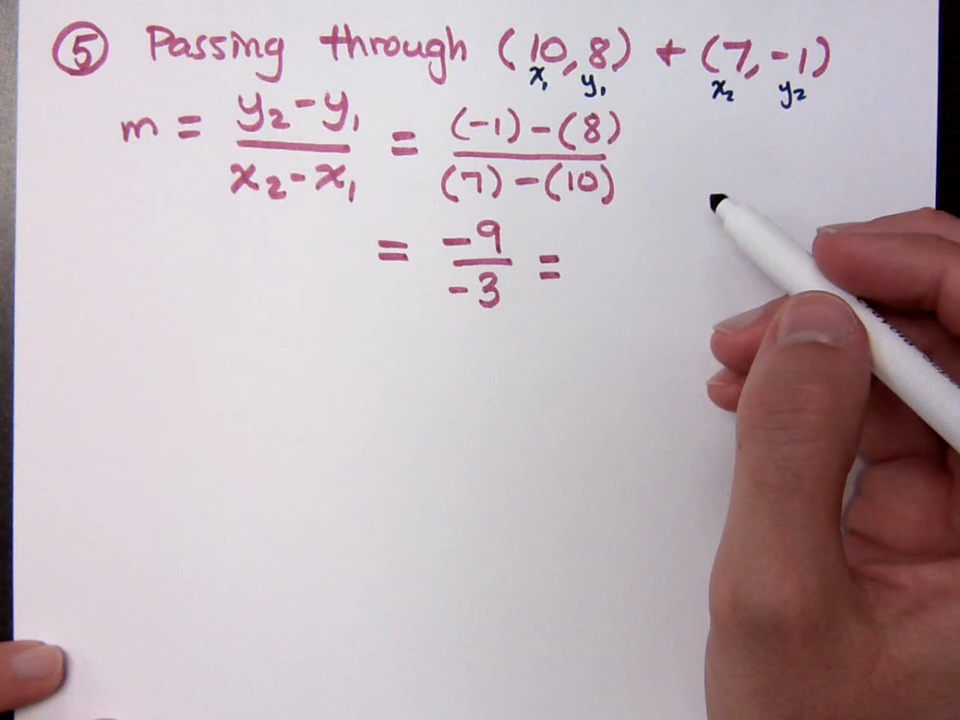 ⑤ Passing through (10,8) + (7,-1)
x₁ y₁ x₂ y₂
m = y₂-y₁ / x₂-x₁ = (-1)-(8) / (7)-(10)
= -9 / -3 =